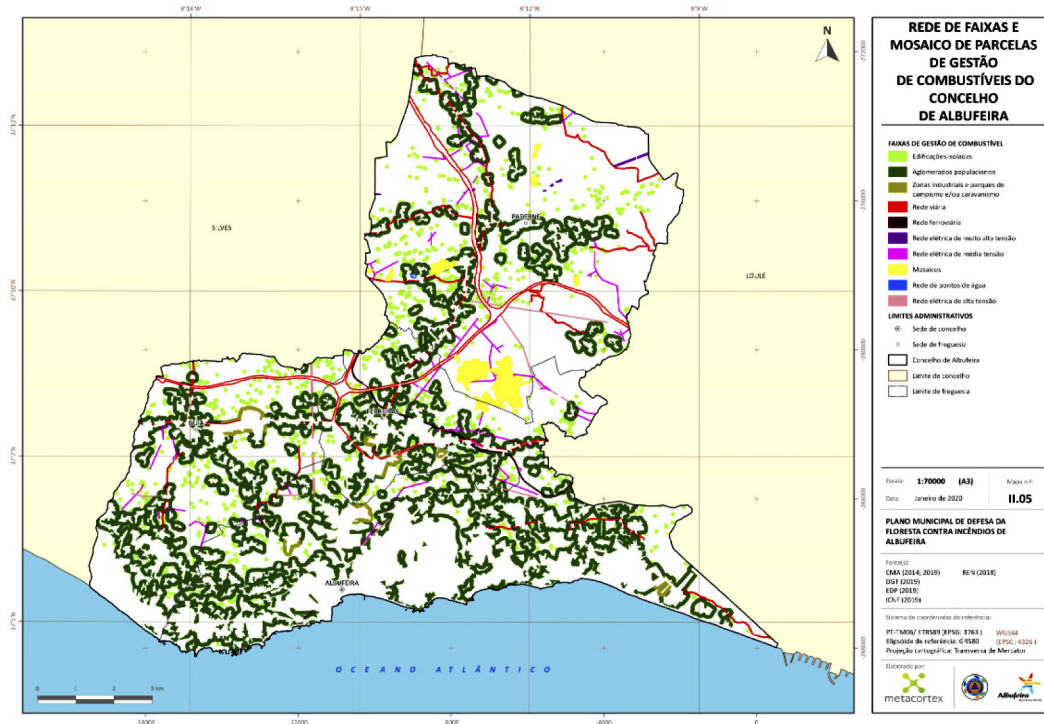 8°18'W
8°15'W
8°12'W
8°9'W
N
SILVES
PADERNE
LOULÉ
GUIA
FERREIRAS
ALBUFEIRA
OCEANO ATLÂNTICO
0 1 2 3 km
-16000
-12000
-8000
-4000
0
REDE DE FAIXAS E
MOSAICO DE PARCELAS
DE GESTÃO
DE COMBUSTÍVEIS DO
CONCELHO
DE ALBUFEIRA
FAIXAS DE GESTÃO DE COMBUSTÍVEL
Edificações isoladas
Aglomerados populacionais
Zonas industriais e parques de
campismo e/ou caravanismo
Rede viária
Rede ferroviária
Rede elétrica de muito alta tensão
Rede elétrica de média tensão
Mosaicos
Rede de pontos de água
Rede elétrica de alta tensão
LIMITES ADMINISTRATIVOS
Sede de concelho
Sede de freguesia
Concelho de Albufeira
Limite de concelho
Limite de freguesia
Escala: 1:70000 (A3)
Mapa n.º:
Data: Janeiro de 2020
II.05
PLANO MUNICIPAL DE DEFESA DA
FLORESTA CONTRA INCÊNDIOS DE
ALBUFEIRA
Fonte(s):
CMA (2014; 2019) REN (2018)
DGT (2019)
EDP (2019)
ICNF (2019)
Sistema de coordenadas de referência:
PT-TM06/ ETRS89 (EPSG: 3763) WGS84
Elipsóide de referência: GRS80 (EPSG: 4326)
Projeção cartográfica: Transversa de Mercator
Elaborado por:
metacortex
Albufeira